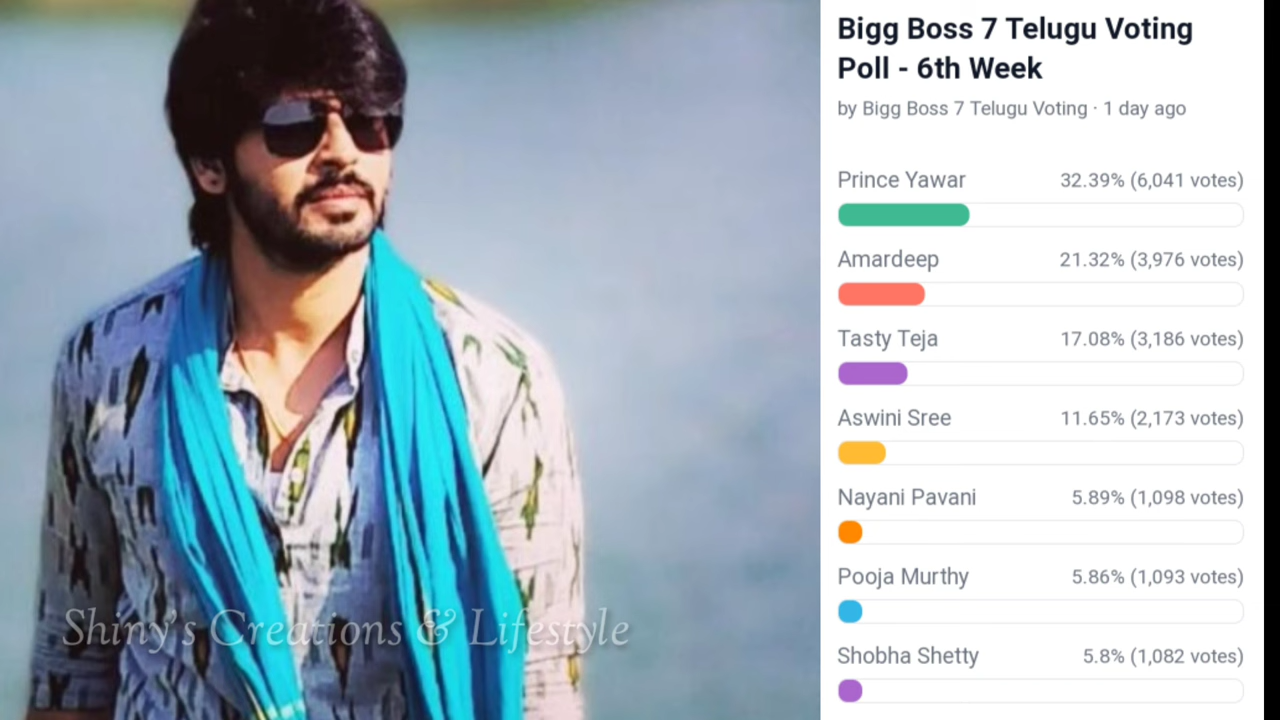 Bigg Boss 7 Telugu Voting
Poll - 6th Week
by Bigg Boss 7 Telugu Voting · 1 day ago
Prince Yawar 32.39% (6,041 votes)
Amardeep 21.32% (3,976 votes)
Tasty Teja 17.08% (3,186 votes)
Aswini Sree 11.65% (2,173 votes)
Nayani Pavani 5.89% (1,098 votes)
Pooja Murthy 5.86% (1,093 votes)
Shobha Shetty 5.8% (1,082 votes)
Shiny's Creations & Lifestyle